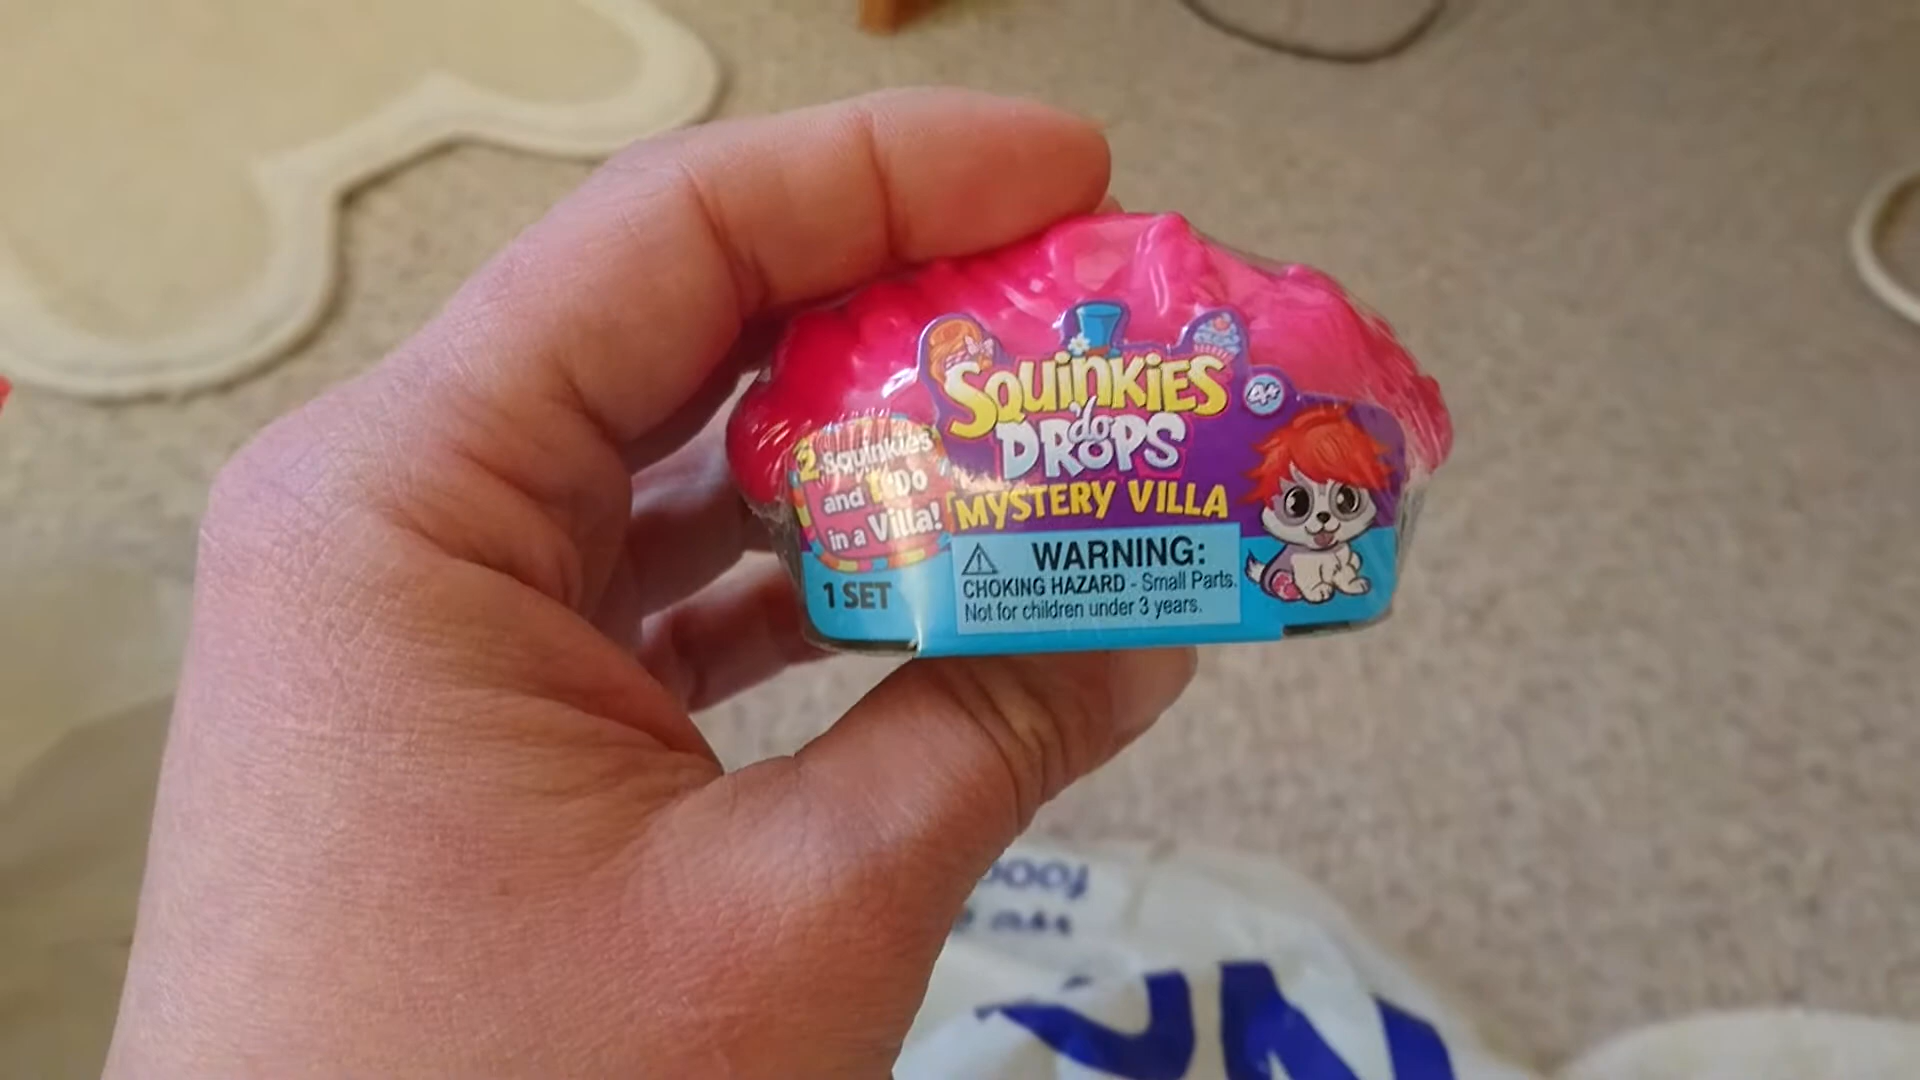 SQUINKIES
'do
DROPS
4+
MYSTERY VILLA
2 Squinkies
and 1 'Do
in a Villa!
1 SET
WARNING:
CHOKING HAZARD - Small Parts.
Not for children under 3 years.